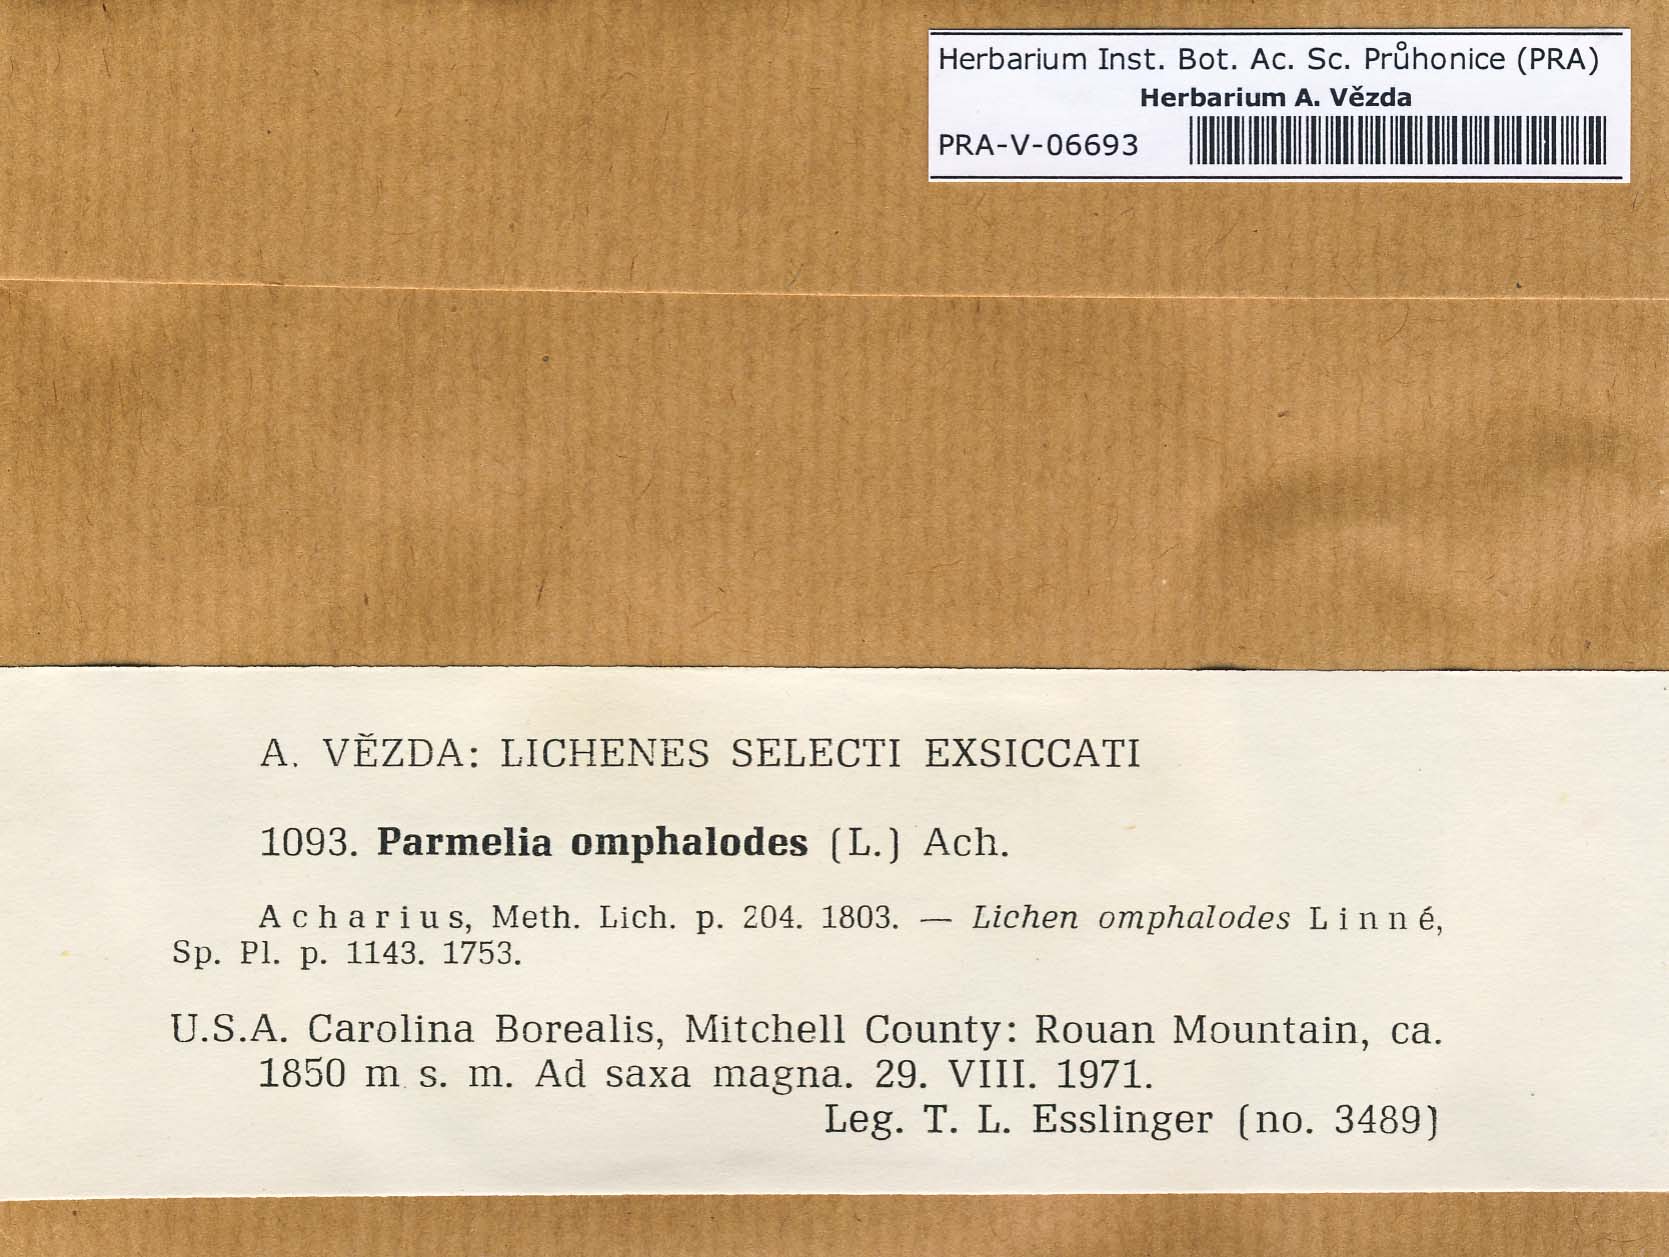 Herbarium Inst. Bot. Ac. Sc. Průhonice (PRA)
Herbarium A. Vězda
PRA-V-06693
A. VĚZDA: LICHENES SELECTI EXSICCATI
1093. Parmelia omphalodes (L.) Ach.
Acharius, Meth. Lich. p. 204. 1803. — Lichen omphalodes Linné,
Sp. Pl. p. 1143. 1753.
U.S.A. Carolina Borealis, Mitchell County: Rouan Mountain, ca.
1850 m s. m. Ad saxa magna. 29. VIII. 1971.
Leg. T. L. Esslinger (no. 3489)